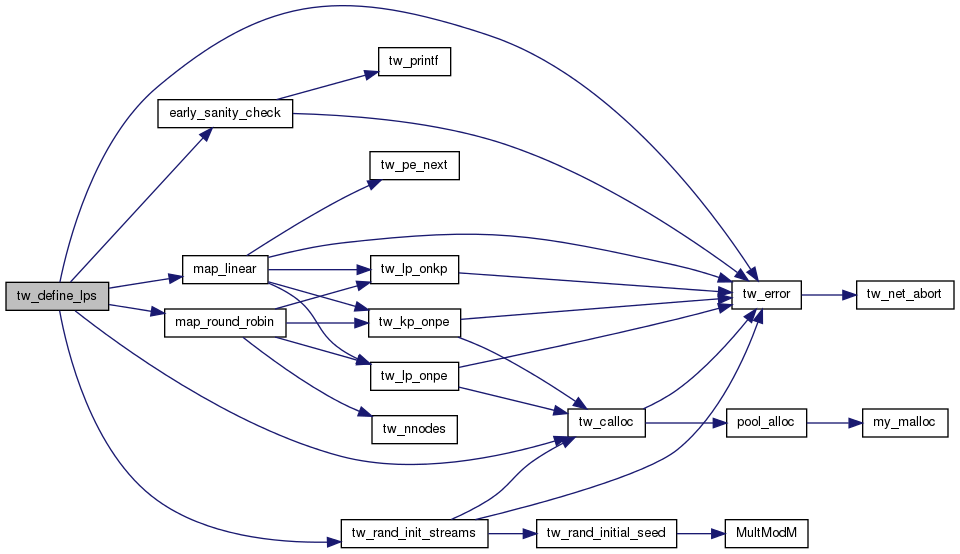 tw_printf
early_sanity_check
tw_pe_next
map_linear
tw_lp_onkp
tw_define_lps
tw_error
tw_net_abort
map_round_robin
tw_kp_onpe
tw_lp_onpe
tw_nnodes
tw_calloc
pool_alloc
my_malloc
tw_rand_init_streams
tw_rand_initial_seed
MultModM